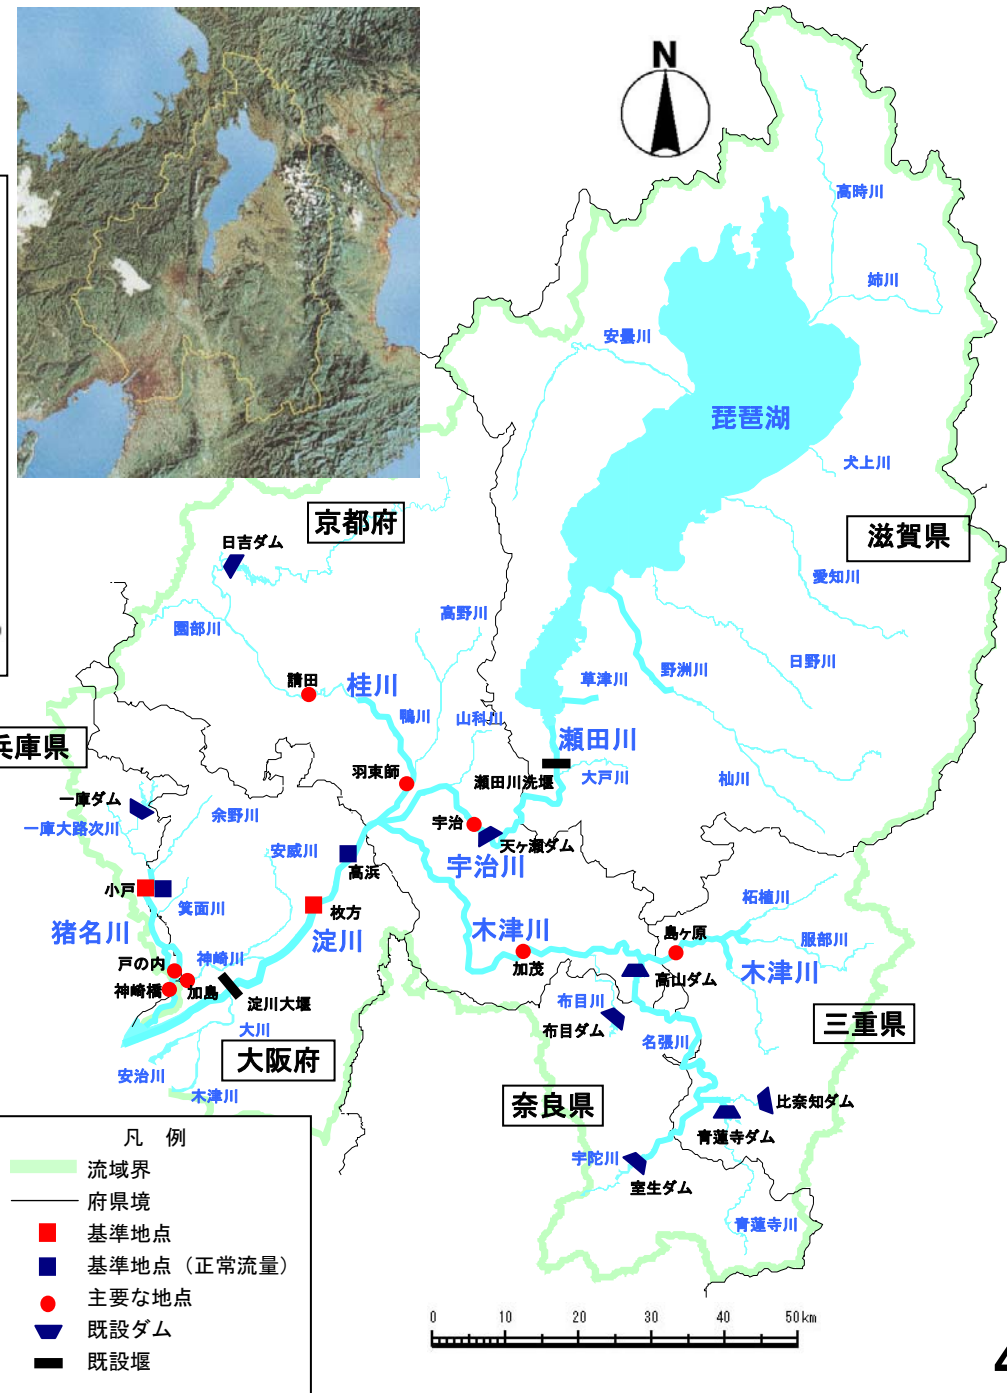 N
高時川
姉川
安曇川
琵琶湖
犬上川
京都府
滋賀県
日吉ダム
愛知川
高野川
園部川
日野川
野洲川
草津川
請田
桂川
鴨川
山科川
瀬田川
兵庫県
羽束師
瀬田川洗堰
大戸川
杣川
一庫ダム
余野川
一庫大路次川
宇治
天ヶ瀬ダム
安威川
高浜
宇治川
小戸
箕面川
枚方
柘植川
猪名川
淀川
木津川
島ヶ原
服部川
神崎川
戸の内
加茂
木津川
神崎橋
加島
高山ダム
淀川大堰
布目川
大川
布目ダム
三重県
名張川
大阪府
安治川
木津川
奈良県
比奈知ダム
青蓮寺ダム
宇陀川
室生ダム
青蓮寺川
凡 例
流域界
府県境
基準地点
基準地点（正常流量）
主要な地点
既設ダム
既設堰
0 10 20 30 40 50km